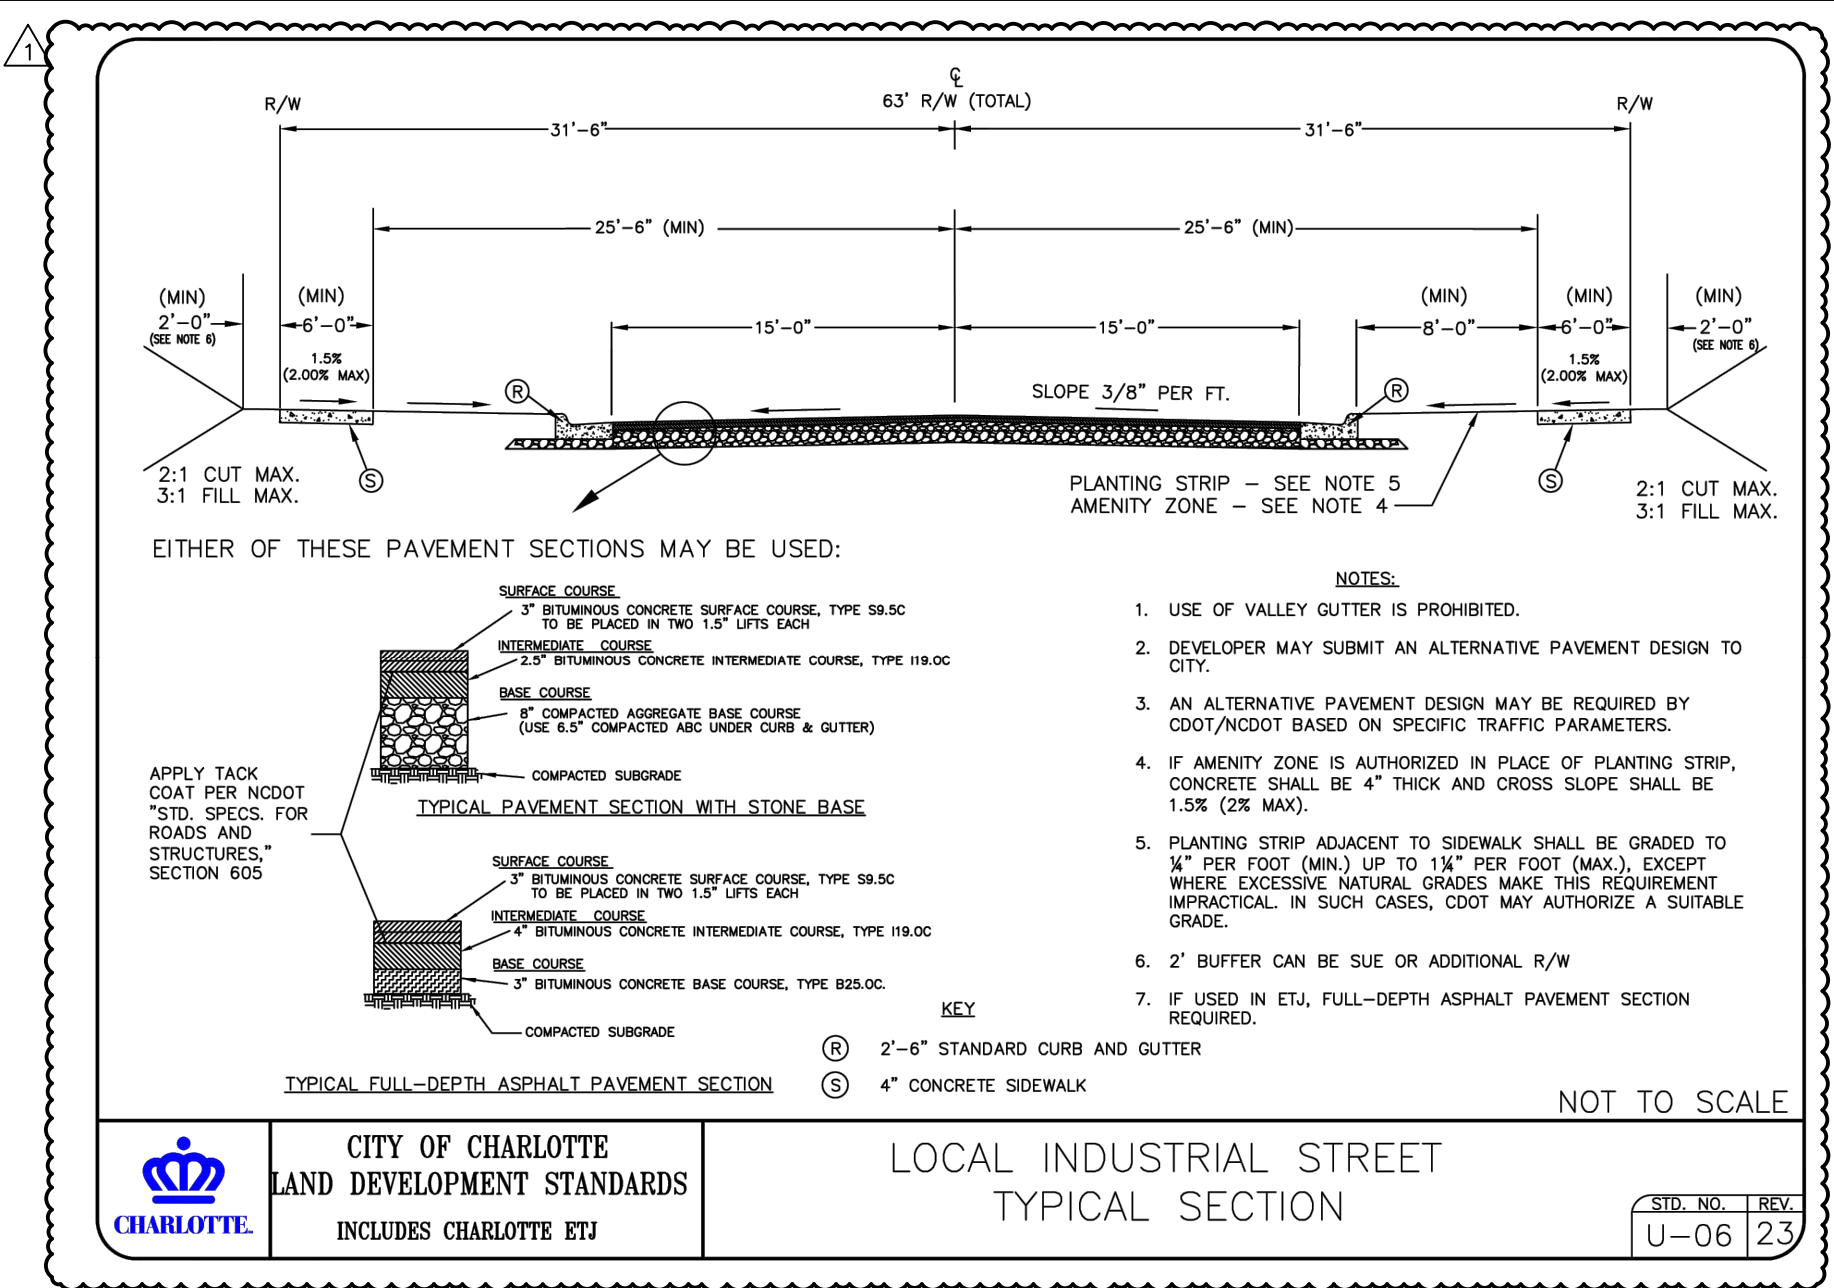 1
℄
63' R/W (TOTAL)
R/W
R/W
31'-6"
31'-6"
25'-6" (MIN)
25'-6" (MIN)
(MIN)
2'-0"
(SEE NOTE 6)
(MIN)
6'-0"
1.5%
(2.00% MAX)
15'-0"
15'-0"
(MIN)
8'-0"
(MIN)
6'-0"
1.5%
(2.00% MAX)
(MIN)
2'-0"
(SEE NOTE 6)
R
SLOPE 3/8" PER FT.
R
S
S
2:1 CUT MAX.
3:1 FILL MAX.
PLANTING STRIP – SEE NOTE 5
AMENITY ZONE – SEE NOTE 4
2:1 CUT MAX.
3:1 FILL MAX.
EITHER OF THESE PAVEMENT SECTIONS MAY BE USED:
SURFACE COURSE
3" BITUMINOUS CONCRETE SURFACE COURSE, TYPE S9.5C
TO BE PLACED IN TWO 1.5" LIFTS EACH
INTERMEDIATE COURSE
2.5" BITUMINOUS CONCRETE INTERMEDIATE COURSE, TYPE I19.0C
BASE COURSE
8" COMPACTED AGGREGATE BASE COURSE
(USE 6.5" COMPACTED ABC UNDER CURB & GUTTER)
COMPACTED SUBGRADE
TYPICAL PAVEMENT SECTION WITH STONE BASE
APPLY TACK
COAT PER NCDOT
"STD. SPECS. FOR
ROADS AND
STRUCTURES,"
SECTION 605
SURFACE COURSE
3" BITUMINOUS CONCRETE SURFACE COURSE, TYPE S9.5C
TO BE PLACED IN TWO 1.5" LIFTS EACH
INTERMEDIATE COURSE
4" BITUMINOUS CONCRETE INTERMEDIATE COURSE, TYPE I19.0C
BASE COURSE
3" BITUMINOUS CONCRETE BASE COURSE, TYPE B25.0C.
COMPACTED SUBGRADE
TYPICAL FULL-DEPTH ASPHALT PAVEMENT SECTION
KEY
R 2'-6" STANDARD CURB AND GUTTER
S 4" CONCRETE SIDEWALK
NOTES:
1. USE OF VALLEY GUTTER IS PROHIBITED.
2. DEVELOPER MAY SUBMIT AN ALTERNATIVE PAVEMENT DESIGN TO
CITY.
3. AN ALTERNATIVE PAVEMENT DESIGN MAY BE REQUIRED BY
CDOT/NCDOT BASED ON SPECIFIC TRAFFIC PARAMETERS.
4. IF AMENITY ZONE IS AUTHORIZED IN PLACE OF PLANTING STRIP,
CONCRETE SHALL BE 4" THICK AND CROSS SLOPE SHALL BE
1.5% (2% MAX).
5. PLANTING STRIP ADJACENT TO SIDEWALK SHALL BE GRADED TO
¼" PER FOOT (MIN.) UP TO 1¼" PER FOOT (MAX.), EXCEPT
WHERE EXCESSIVE NATURAL GRADES MAKE THIS REQUIREMENT
IMPRACTICAL. IN SUCH CASES, CDOT MAY AUTHORIZE A SUITABLE
GRADE.
6. 2' BUFFER CAN BE SUE OR ADDITIONAL R/W
7. IF USED IN ETJ, FULL-DEPTH ASPHALT PAVEMENT SECTION
REQUIRED.
NOT TO SCALE
CHARLOTTE.
CITY OF CHARLOTTE
LAND DEVELOPMENT STANDARDS
INCLUDES CHARLOTTE ETJ
LOCAL INDUSTRIAL STREET
TYPICAL SECTION
STD. NO. REV.
U-06 23